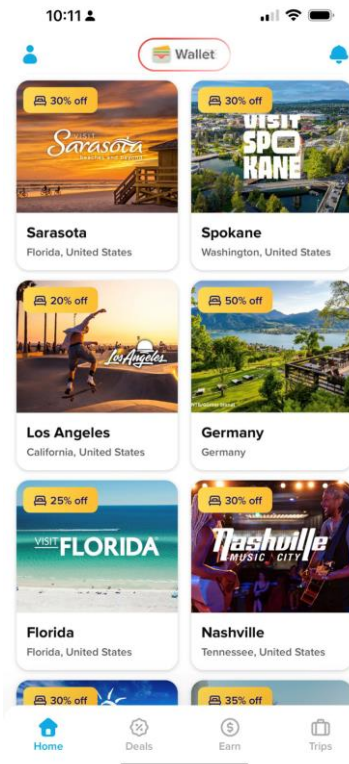 10:11
Wallet
30% off
VISIT
Sarasota
Sarasota
Florida, United States
30% off
VISIT
SPO
KANE
Spokane
Washington, United States
20% off
Los Angeles
Los Angeles
California, United States
50% off
Germany
Germany
25% off
VISIT FLORIDA
Florida
Florida, United States
30% off
Nashville
MUSIC CITY
Nashville
Tennessee, United States
30% off
35% off
Home
Deals
Earn
Trips